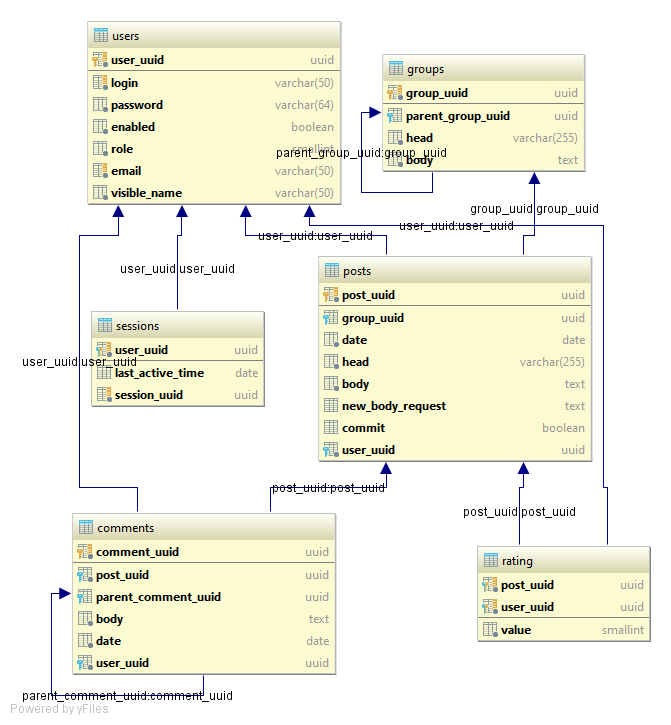 users
user_uuid uuid
login varchar(50)
password varchar(64)
enabled boolean
role smallint
email varchar(50)
visible_name varchar(50)
groups
group_uuid uuid
parent_group_uuid uuid
head varchar(255)
body text
parent_group_uuid:group_uuid
group_uuid:group_uuid
user_uuid:user_uuid
user_uuid:user_uuid
user_uuid:user_uuid
user_uuid:user_uuid
posts
post_uuid uuid
group_uuid uuid
date date
head varchar(255)
body text
new_body_request text
commit boolean
user_uuid uuid
sessions
user_uuid uuid
last_active_time date
session_uuid uuid
post_uuid:post_uuid
post_uuid:post_uuid
comments
comment_uuid uuid
post_uuid uuid
parent_comment_uuid uuid
body text
date date
user_uuid uuid
parent_comment_uuid:comment_uuid
rating
post_uuid uuid
user_uuid uuid
value smallint
Powered by yFiles